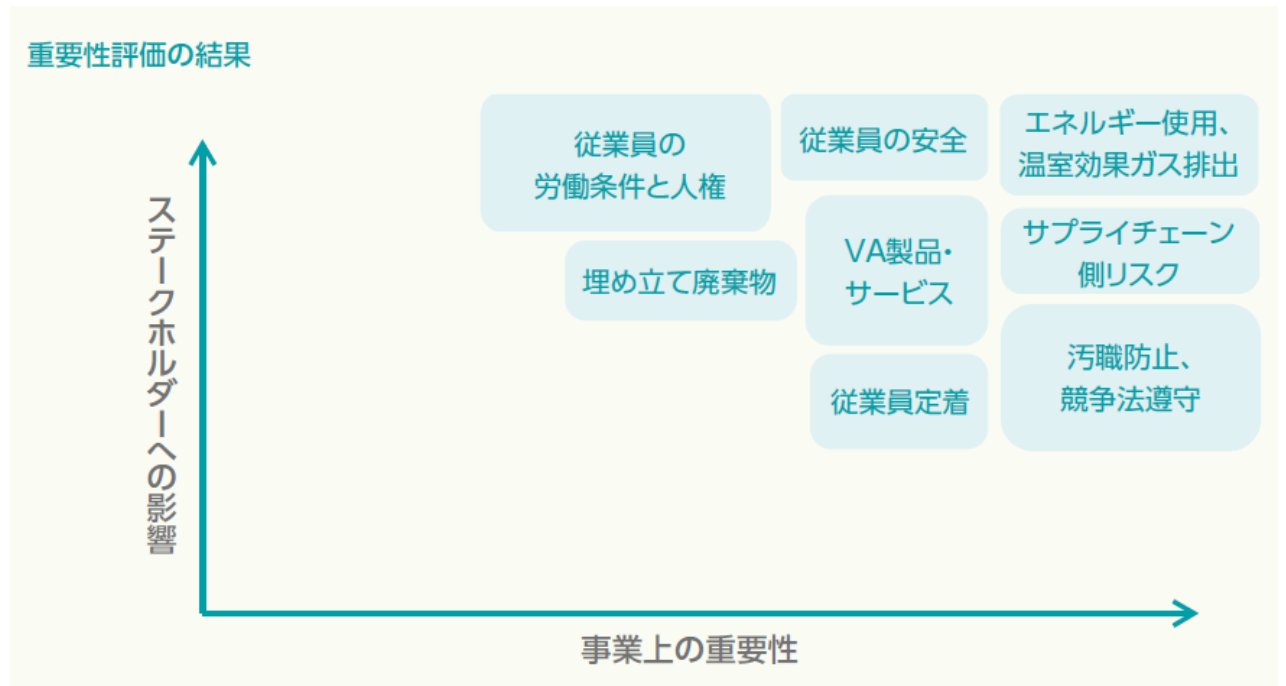 重要性評価の結果
従業員の
労働条件と人権
従業員の安全
エネルギー使用、
温室効果ガス排出
埋め立て廃棄物
VA製品・
サービス
サプライチェーン
側リスク
従業員定着
汚職防止、
競争法遵守
ステークホルダーへの影響
事業上の重要性